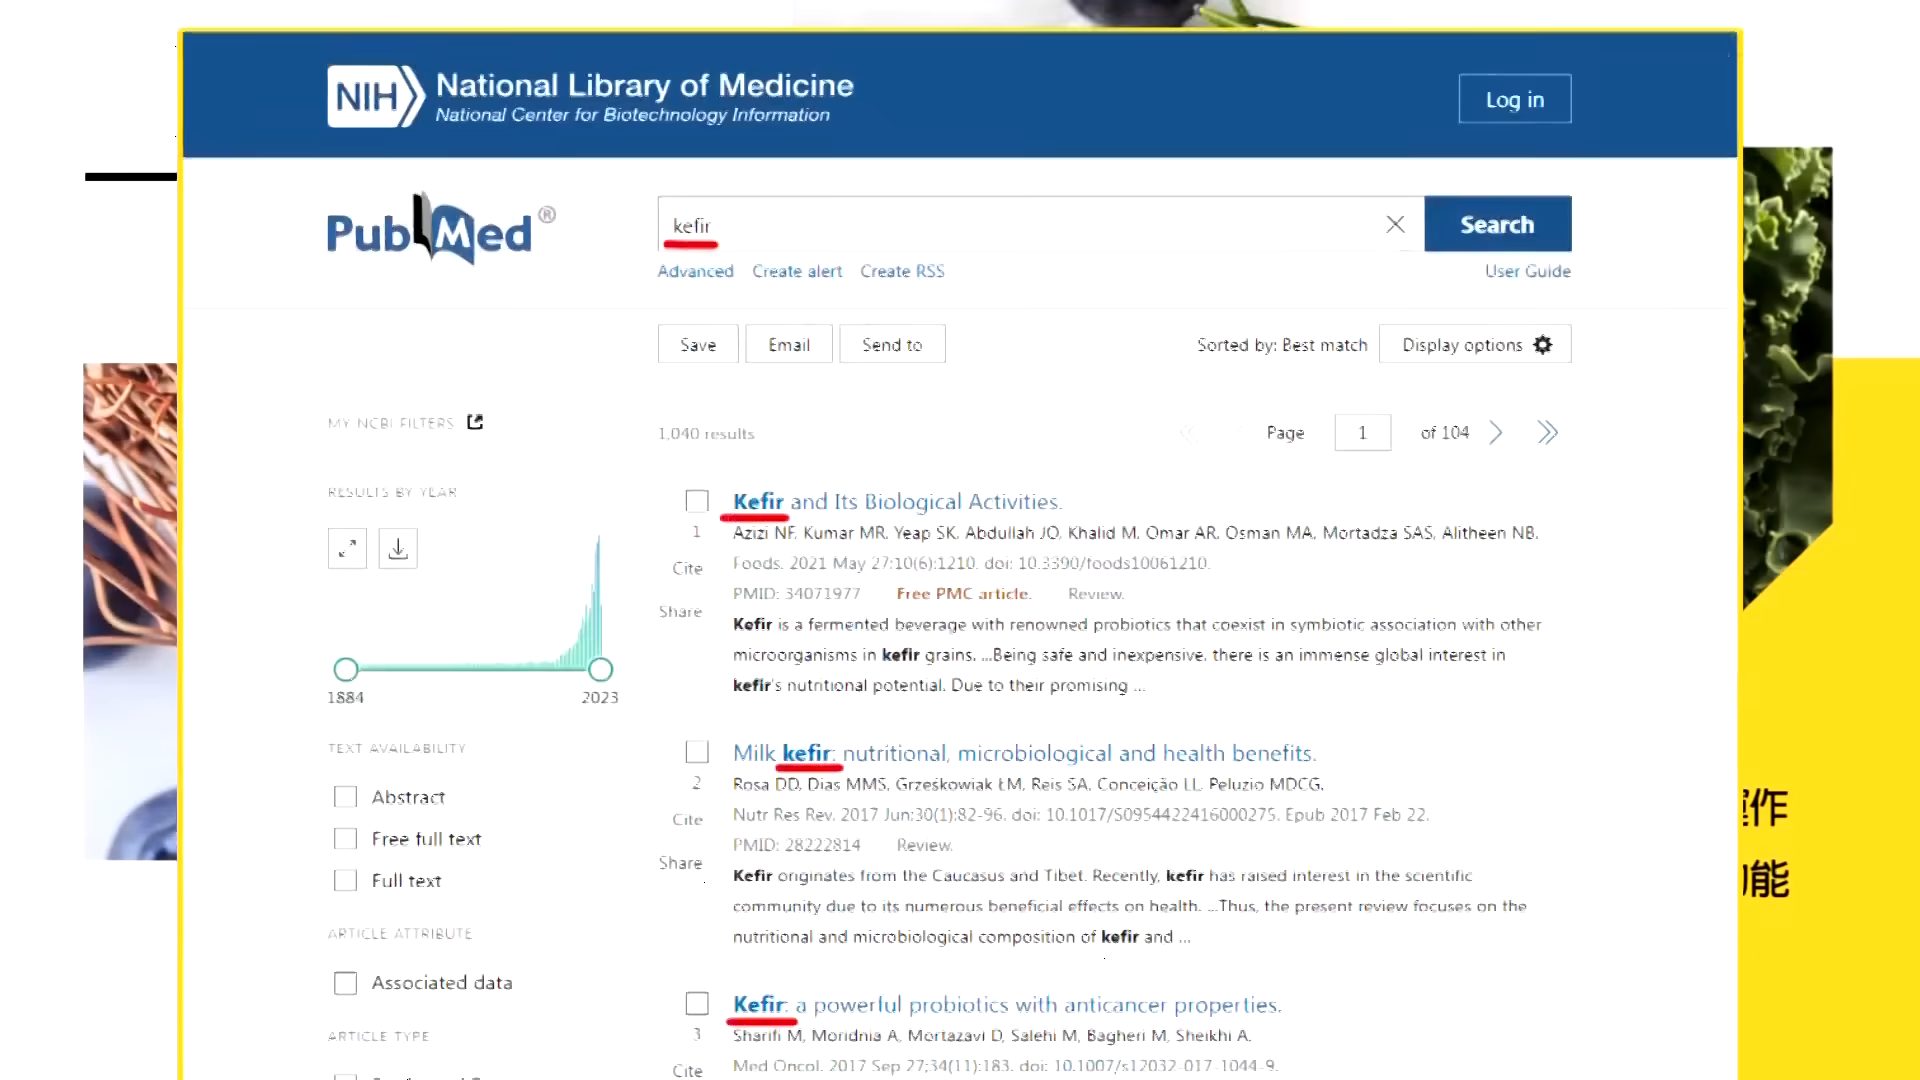 NIH National Library of Medicine
National Center for Biotechnology Information
Log in
PubMed®
kefir
Search
Advanced Create alert Create RSS
User Guide
Save Email Send to
Sorted by: Best match Display options
MY NCBI FILTERS
1,040 results
Page 1 of 104
RESULTS BY YEAR
1884 2023
TEXT AVAILABILITY
Abstract
Free full text
Full text
ARTICLE ATTRIBUTE
Associated data
ARTICLE TYPE
Kefir and Its Biological Activities.
1
Azizi NF, Kumar MR, Yeap SK, Abdullah JO, Khalid M, Omar AR, Osman MA, Mortadza SAS, Alitheen NB.
Cite
Foods. 2021 May 27;10(6):1210. doi: 10.3390/foods10061210.
PMID: 34071977 Free PMC article. Review.
Share
Kefir is a fermented beverage with renowned probiotics that coexist in symbiotic association with other
microorganisms in kefir grains. ...Being safe and inexpensive, there is an immense global interest in
kefir's nutritional potential. Due to their promising ...
Milk kefir: nutritional, microbiological and health benefits.
2
Rosa DD, Dias MMS, Grześkowiak ŁM, Reis SA, Conceição LL, Peluzio MDCG.
Cite
Nutr Res Rev. 2017 Jun;30(1):82-96. doi: 10.1017/S0954422416000275. Epub 2017 Feb 22.
PMID: 28222814 Review.
Share
Kefir originates from the Caucasus and Tibet. Recently, kefir has raised interest in the scientific
community due to its numerous beneficial effects on health. ...Thus, the present review focuses on the
nutritional and microbiological composition of kefir and ...
Kefir: a powerful probiotics with anticancer properties.
3
Sharifi M, Moridnia A, Mortazavi D, Salehi M, Bagheri M, Sheikhi A.
Cite
Med Oncol. 2017 Sep 27;34(11):183. doi: 10.1007/s12032-017-1044-9.
作
能